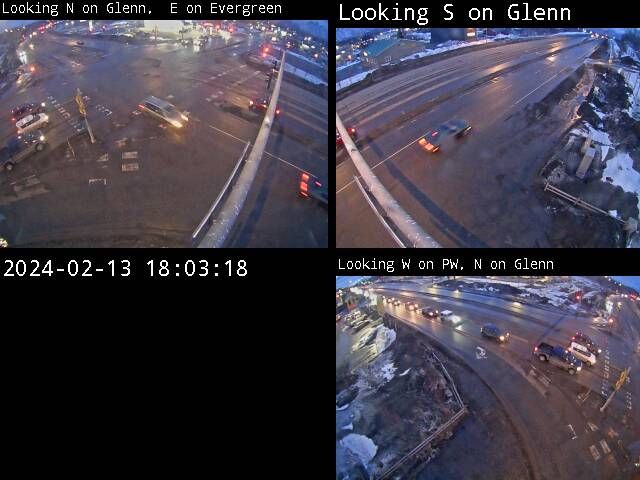 Looking N on Glenn,  E on Evergreen
Looking S on Glenn
2024-02-13 18:03:18
Looking W on PW, N on Glenn